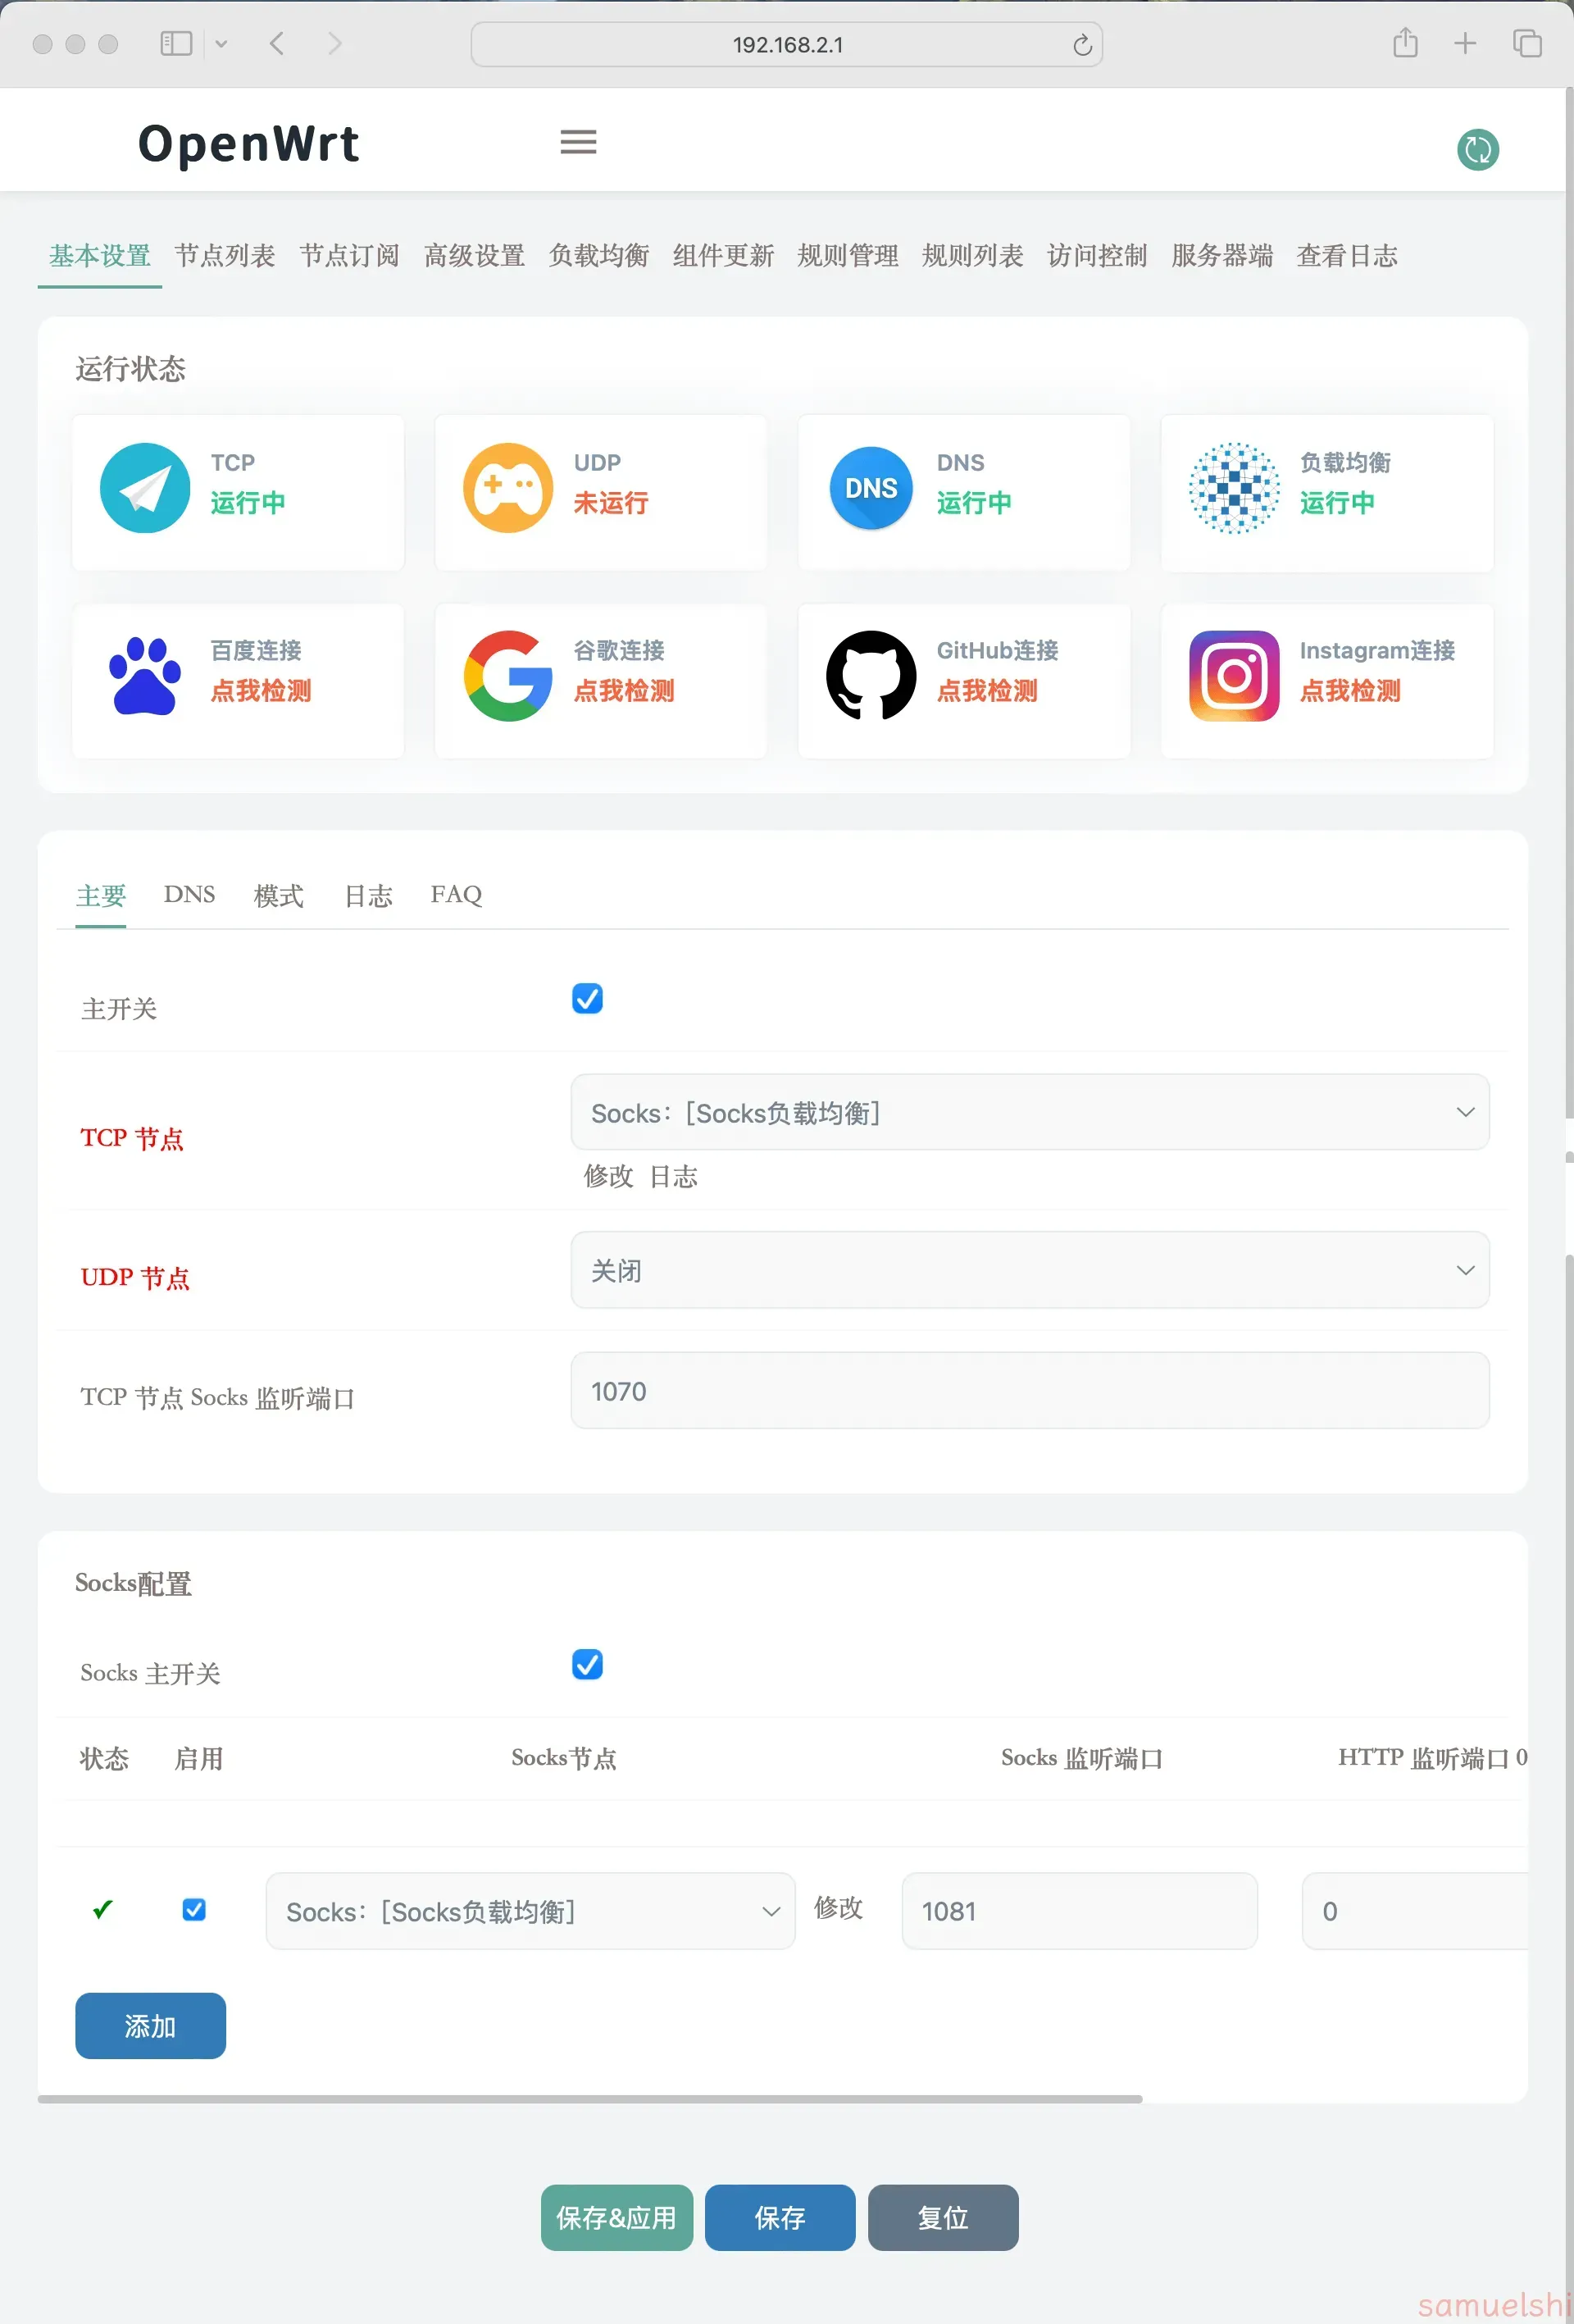 192.168.2.1
OpenWrt
基本设置 节点列表 节点订阅 高级设置 负载均衡 组件更新 规则管理 规则列表 访问控制 服务器端 查看日志
运行状态
TCP
运行中
UDP
未运行
DNS
DNS
运行中
负载均衡
运行中
百度连接
点我检测
谷歌连接
点我检测
GitHub连接
点我检测
Instagram连接
点我检测
主要 DNS 模式 日志 FAQ
主开关
TCP 节点
Socks：[Socks负载均衡]
修改 日志
UDP 节点
关闭
TCP 节点 Socks 监听端口
1070
Socks配置
Socks 主开关
状态 启用 Socks节点 Socks 监听端口 HTTP 监听端口 0
Socks：[Socks负载均衡] 修改 1081 0
添加
保存&应用 保存 复位
samuelshi